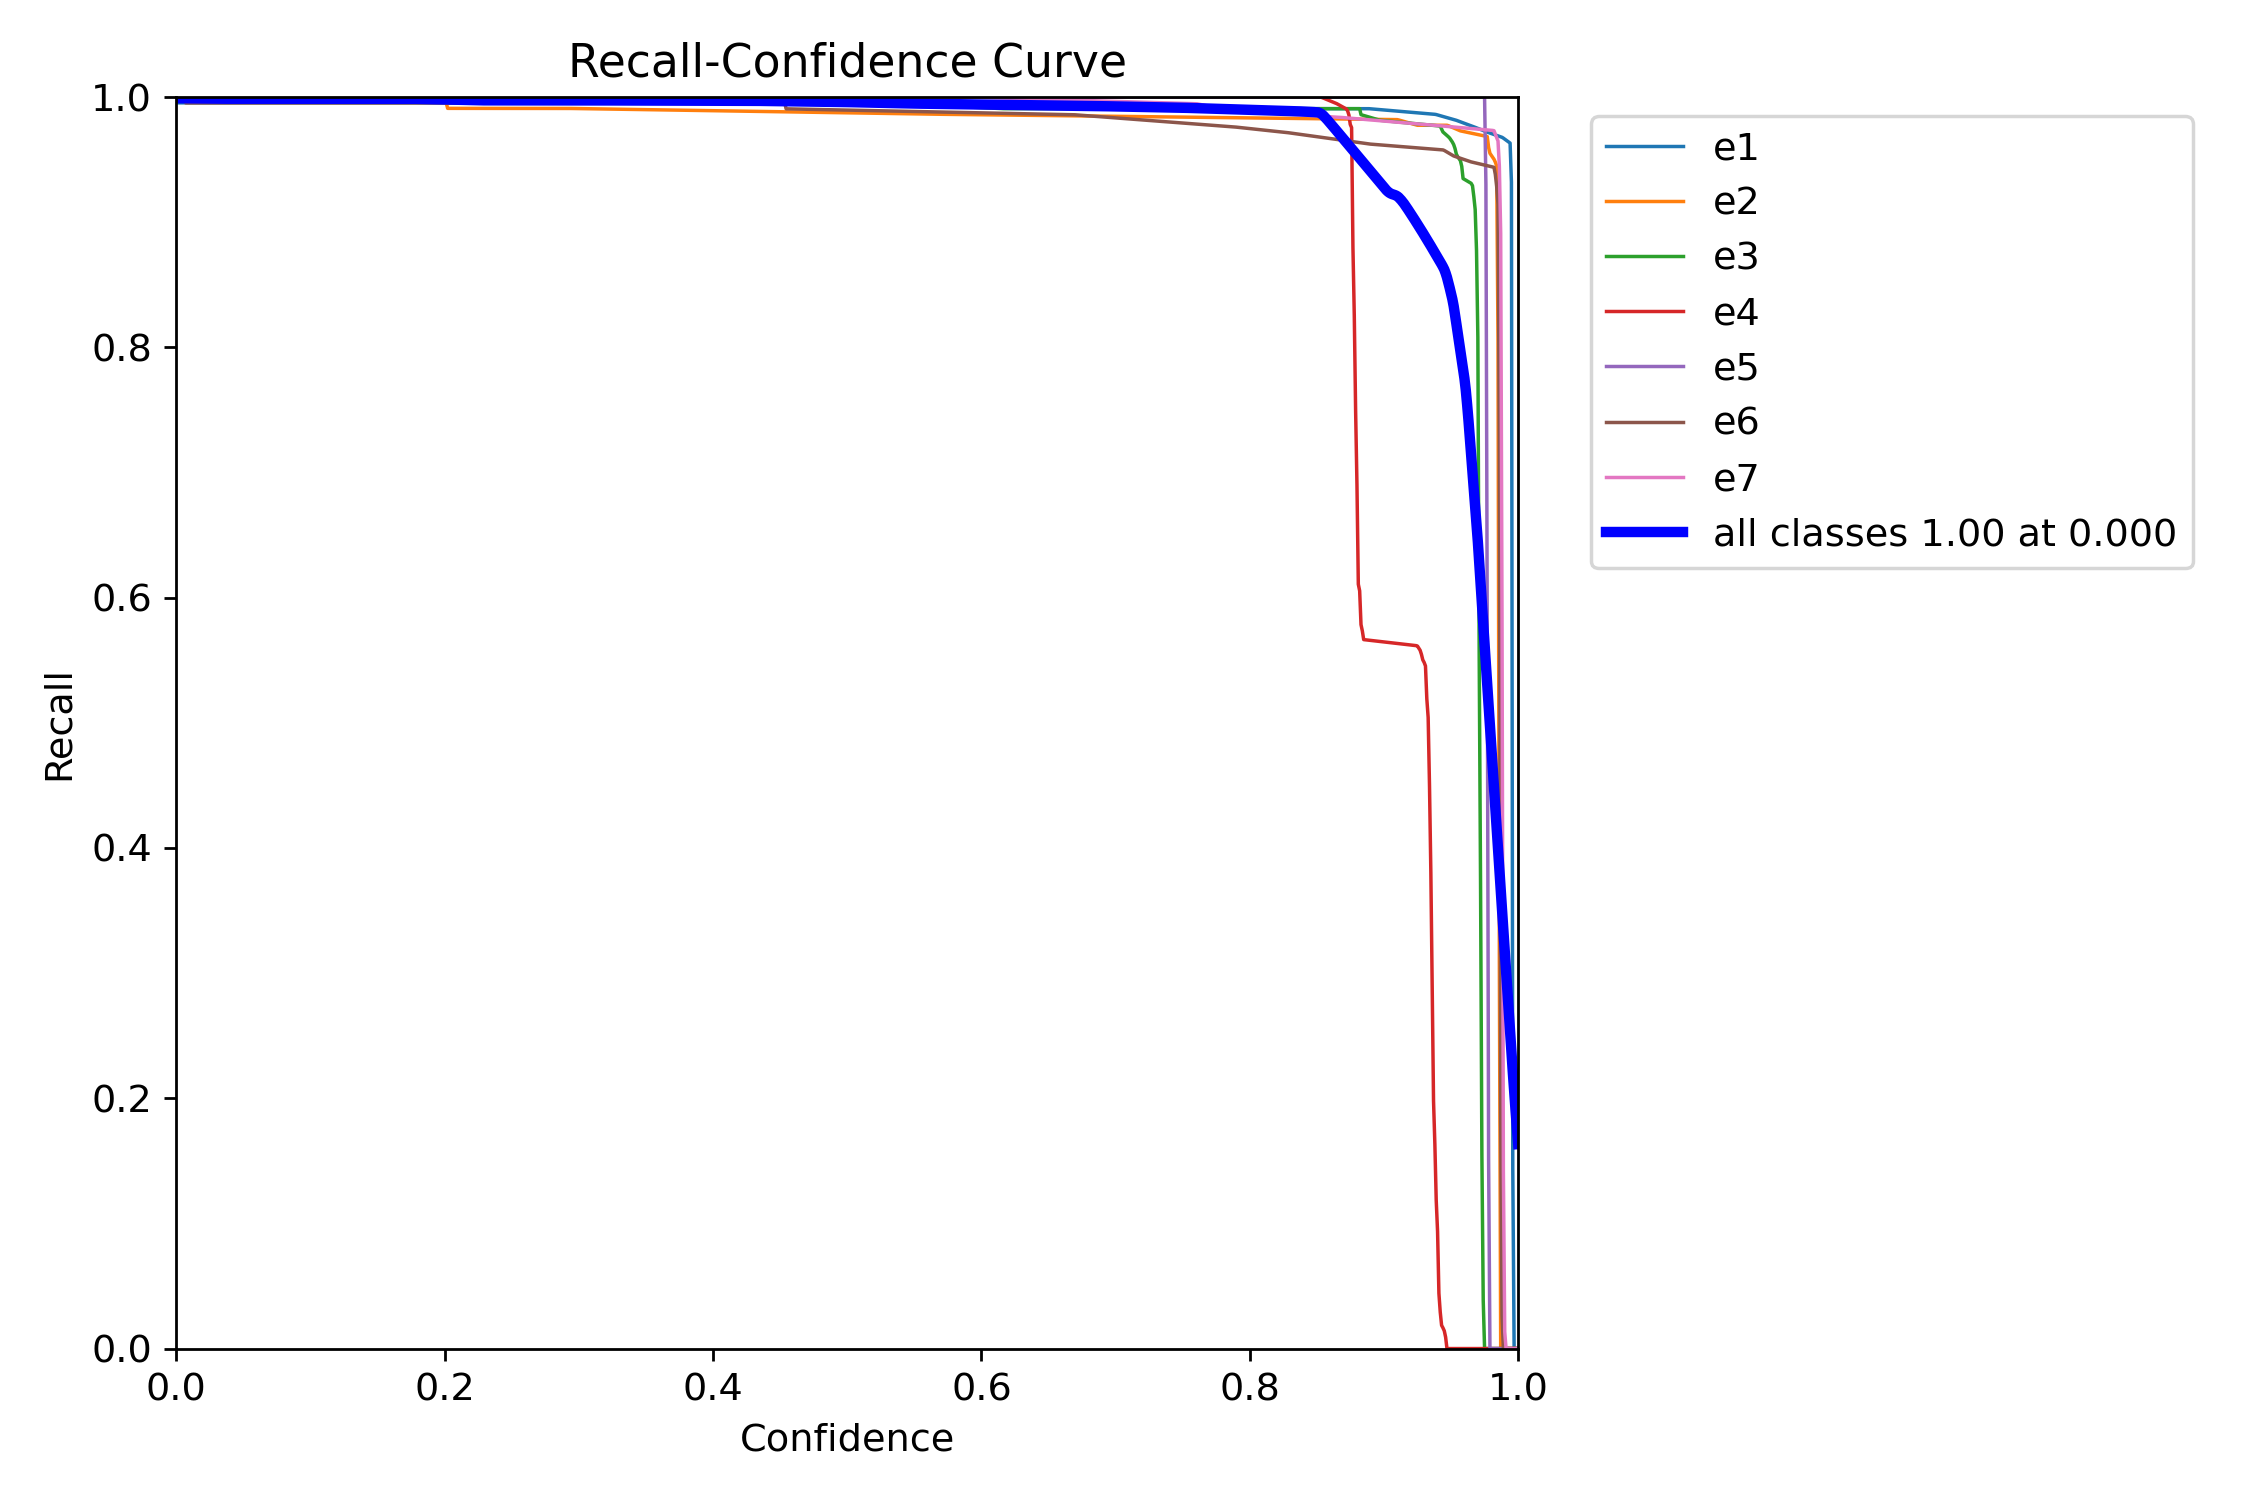 Recall-Confidence Curve
1.0
0.8
0.6
0.4
0.2
0.0
Recall
0.0 0.2 0.4 0.6 0.8 1.0
Confidence
e1
e2
e3
e4
e5
e6
e7
all classes 1.00 at 0.000